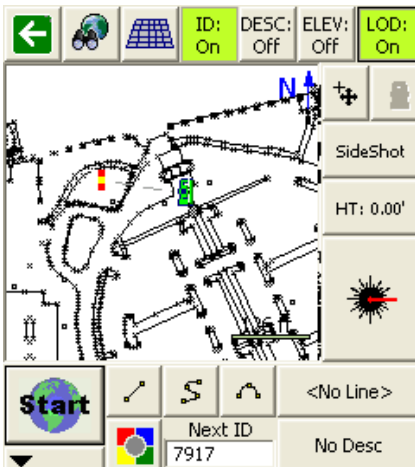 ID: On
DESC: Off
ELEV: Off
LOD: On
N
SideShot
HT: 0.00'
Start
<No Line>
Next ID
7917
No Desc